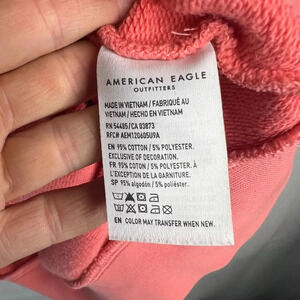 AMERICAN EAGLE
OUTFITTERS
MADE IN VIETNAM / FABRIQUÉ AU
VIETNAM / HECHO EN VIETNAM
RN 54485/CA 03873
RFC# AEM120405U9A
EN 95% COTTON / 5% POLYESTER.
EXCLUSIVE OF DECORATION.
FR 95% COTON / 5% POLYESTER.
À L'EXCEPTION DE LA GARNITURE.
SP 95% algodón / 5% poliéster.
EN COLOR MAY TRANSFER WHEN NEW.